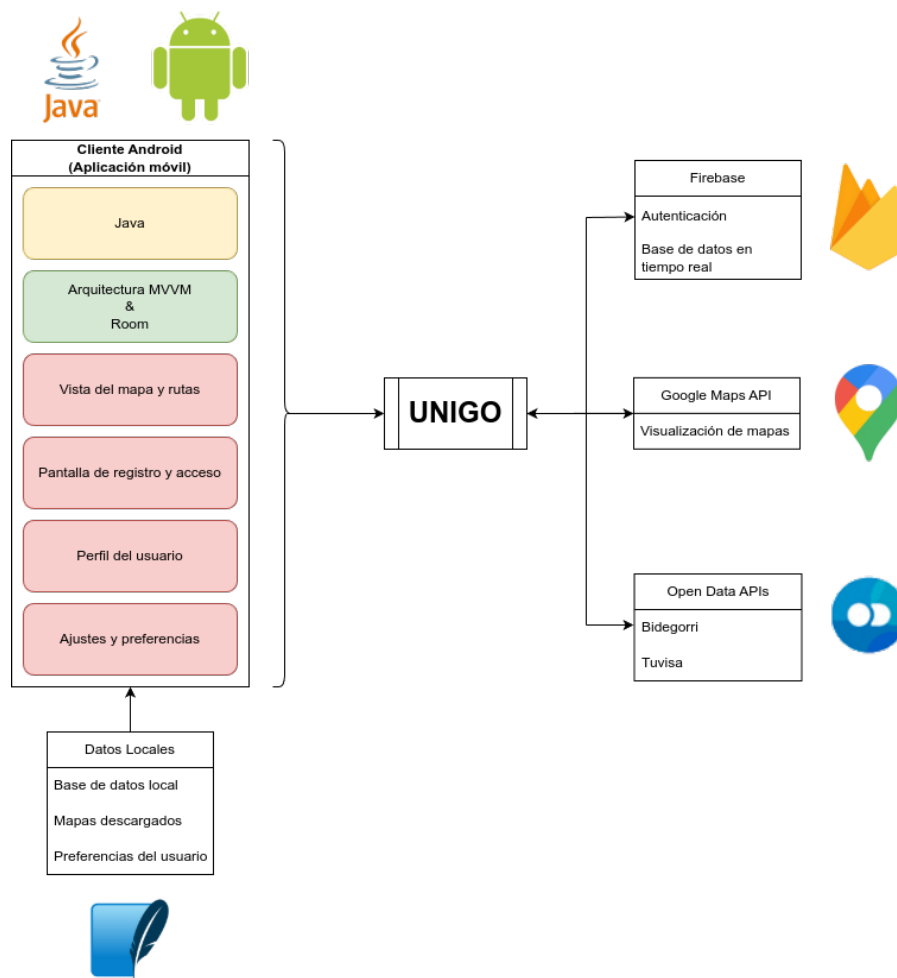 Java
Cliente Android
(Aplicación móvil)
Java
Arquitectura MVVM
&
Room
Vista del mapa y rutas
Pantalla de registro y acceso
Perfil del usuario
Ajustes y preferencias
Datos Locales
Base de datos local
Mapas descargados
Preferencias del usuario
UNIGO
Firebase
Autenticación
Base de datos en
tiempo real
Google Maps API
Visualización de mapas
Open Data APIs
Bidegorri
Tuvisa